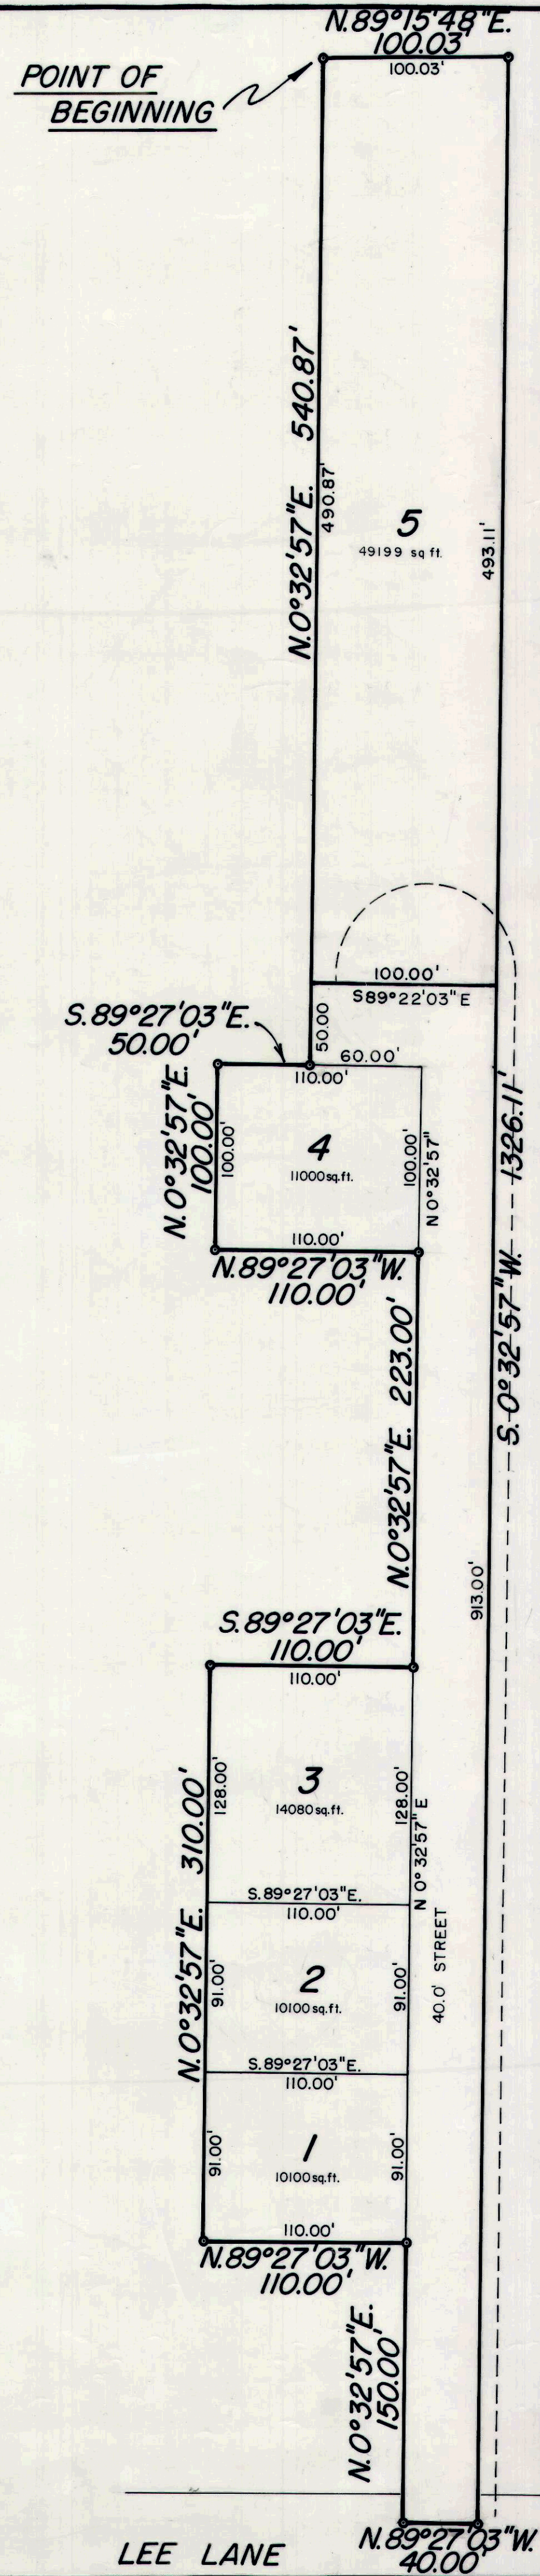 N.89°15'48"E.
100.03'
100.03'
POINT OF
BEGINNING
N.0°32'57"E. 540.87'
490.87'
5
49199 sq ft.
493.11'
100.00'
S89°22'03"E
S.89°27'03"E.
50.00'
50.00
60.00'
110.00'
N.0°32'57"E.
100.00'
100.00'
4
11000 sq.ft.
100.00'
N 0°32'57"
110.00'
N.89°27'03"W.
110.00'
S.0°32'57"W. 1326.11'
N.0°32'57"E. 223.00'
913.00'
S.89°27'03"E.
110.00'
110.00'
N.0°32'57"E. 310.00'
128.00'
3
14080 sq.ft.
128.00'
N 0°32'57"E
S.89°27'03"E.
110.00'
91.00'
2
10100 sq.ft.
91.00'
40.0' STREET
S.89°27'03"E.
110.00'
91.00'
1
10100 sq.ft.
91.00'
110.00'
N.89°27'03"W.
110.00'
N.0°32'57"E.
150.00'
LEE LANE
N.89°27'03"W.
40.00'